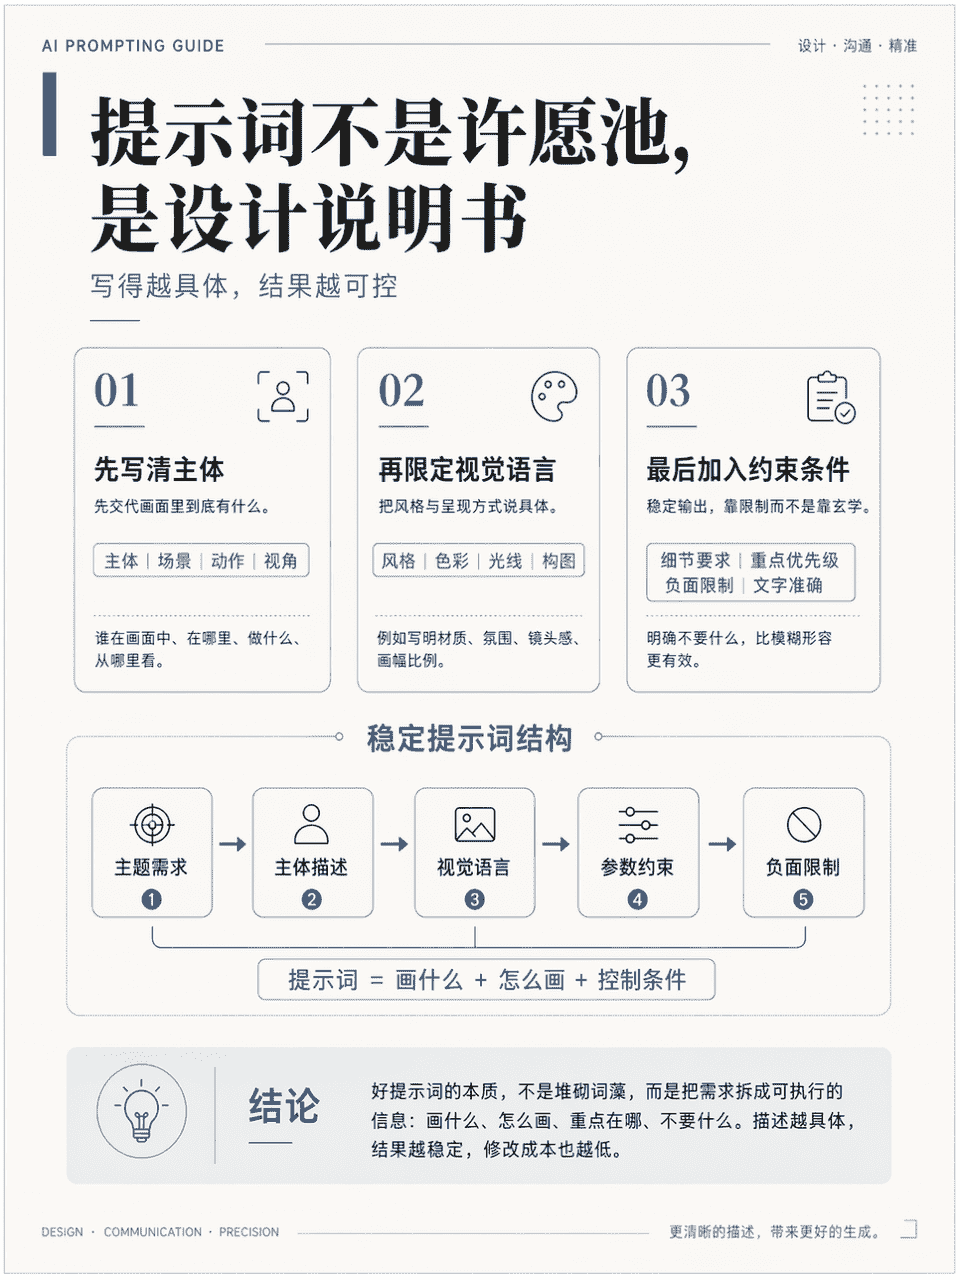 AI PROMPTING GUIDE
设计 · 沟通 · 精准
提示词不是许愿池，
是设计说明书
写得越具体，结果越可控
01
先写清主体
先交代画面里到底有什么。
主体 | 场景 | 动作 | 视角
谁在画面中、在哪里、做什么、
从哪里看。
02
再限定视觉语言
把风格与呈现方式说具体。
风格 | 色彩 | 光线 | 构图
例如写明材质、氛围、镜头感、
画幅比例。
03
最后加入约束条件
稳定输出，靠限制而不是靠玄学。
细节要求 | 重点优先级
负面限制 | 文字准确
明确不要什么，比模糊形容
更有效。
稳定提示词结构
主题需求
1
主体描述
2
视觉语言
3
参数约束
4
负面限制
5
提示词 = 画什么 + 怎么画 + 控制条件
结论
好提示词的本质，不是堆砌词藻，而是把需求拆成可执行的
信息：画什么、怎么画、重点在哪、不要什么。描述越具体，
结果越稳定，修改成本也越低。
DESIGN · COMMUNICATION · PRECISION
更清晰的描述，带来更好的生成。